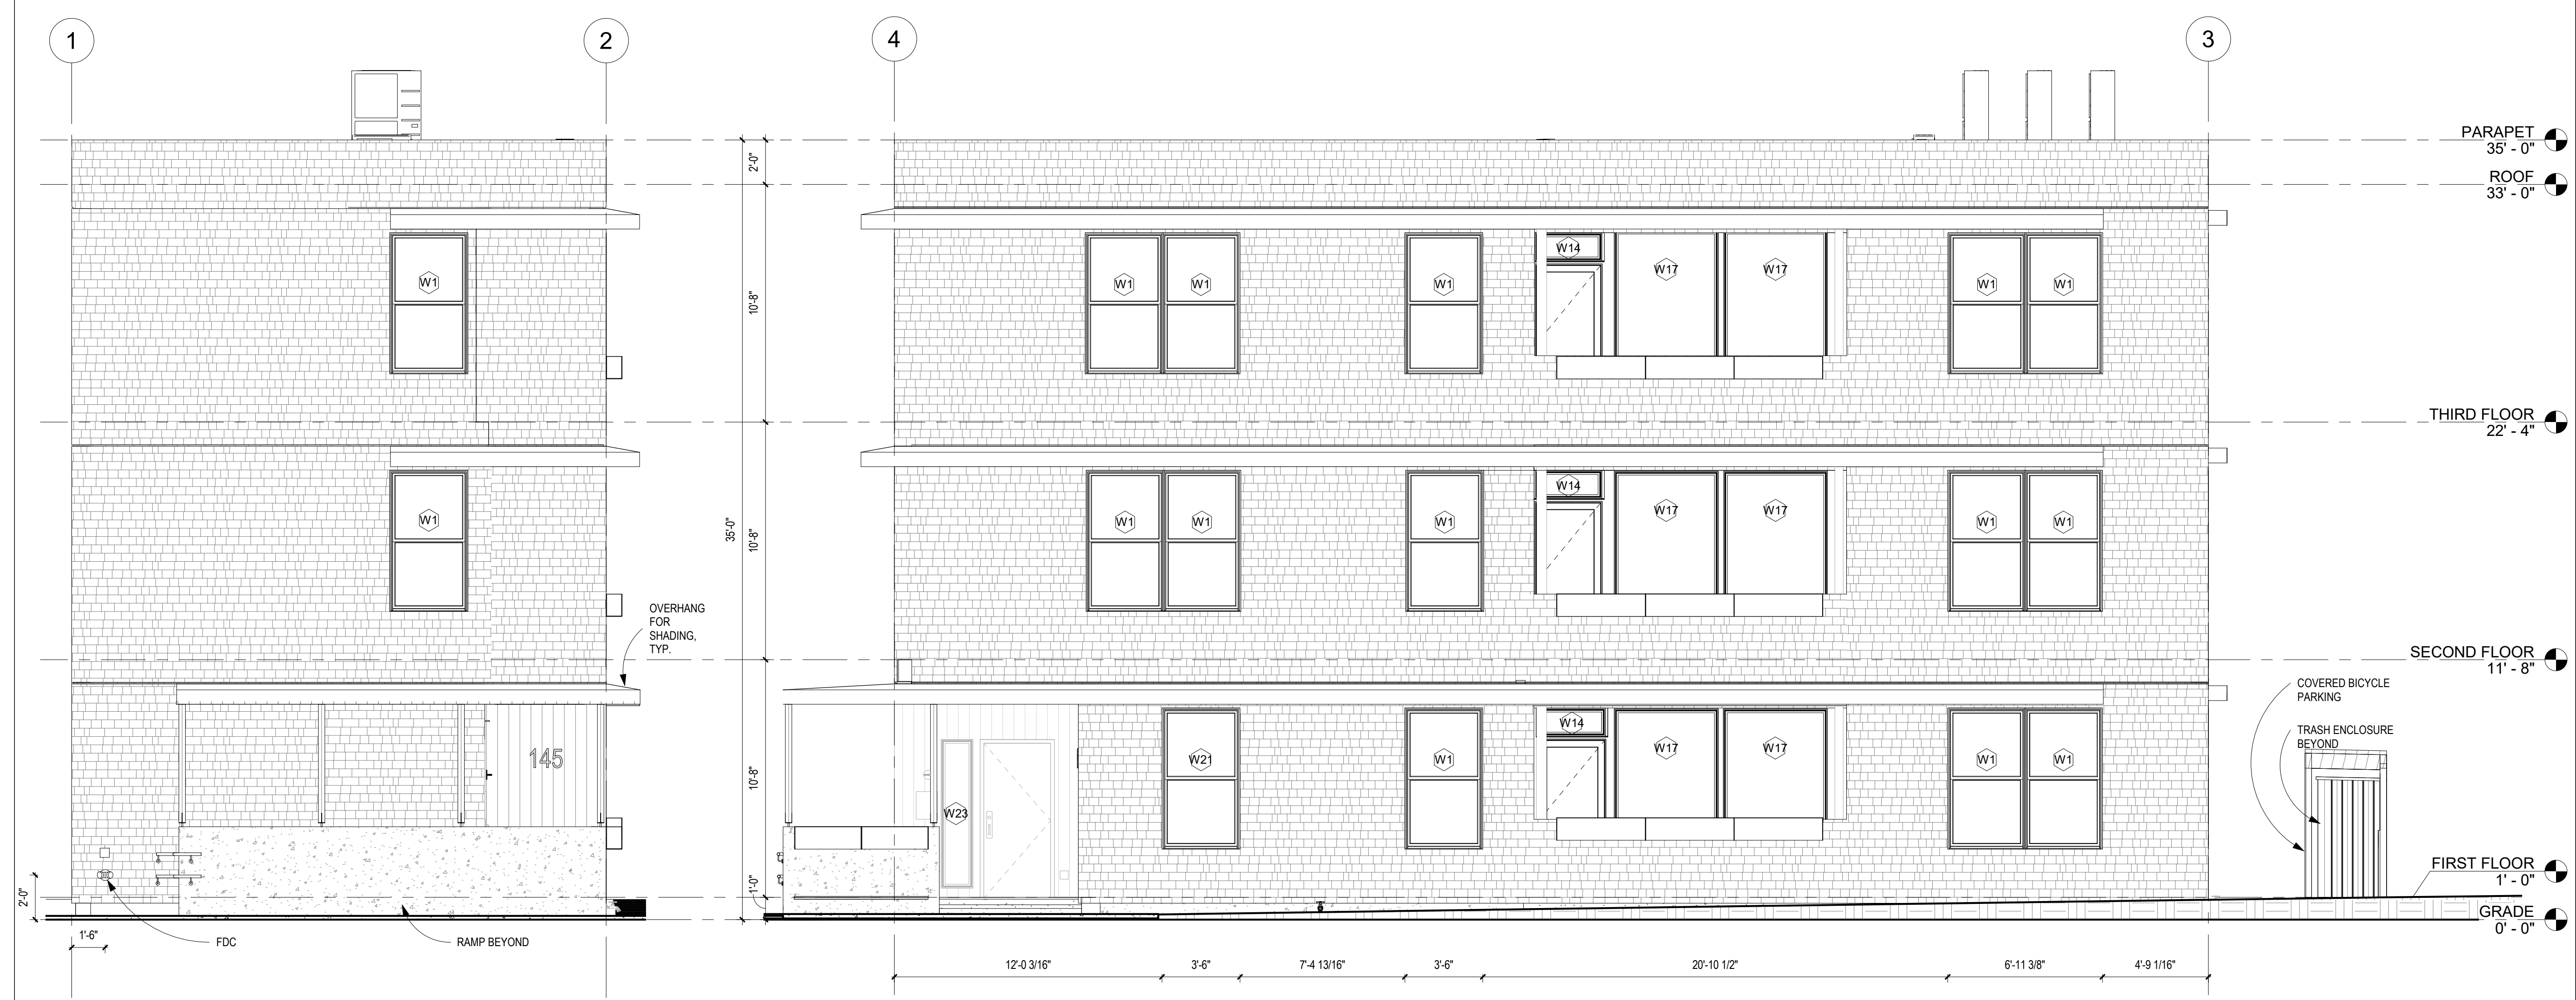 1
2
4
3
PARAPET
35' - 0"
2'-0"
ROOF
33' - 0"
W1
W1
W1
W1
W14
W17
W17
W1
W1
10'-8"
THIRD FLOOR
22' - 4"
W1
W1
W1
W1
W14
W17
W17
W1
W1
35'-0"
10'-8"
OVERHANG
FOR
SHADING,
TYP.
SECOND FLOOR
11' - 8"
COVERED BICYCLE
PARKING
TRASH ENCLOSURE
BEYOND
145
10'-8"
W23
W21
W1
W14
W17
W17
W1
W1
FIRST FLOOR
1' - 0"
2'-0"
1'-0"
GRADE
0' - 0"
1'-6"
FDC
RAMP BEYOND
12'-0 3/16"
3'-6"
7'-4 13/16"
3'-6"
20'-10 1/2"
6'-11 3/8"
4'-9 1/16"